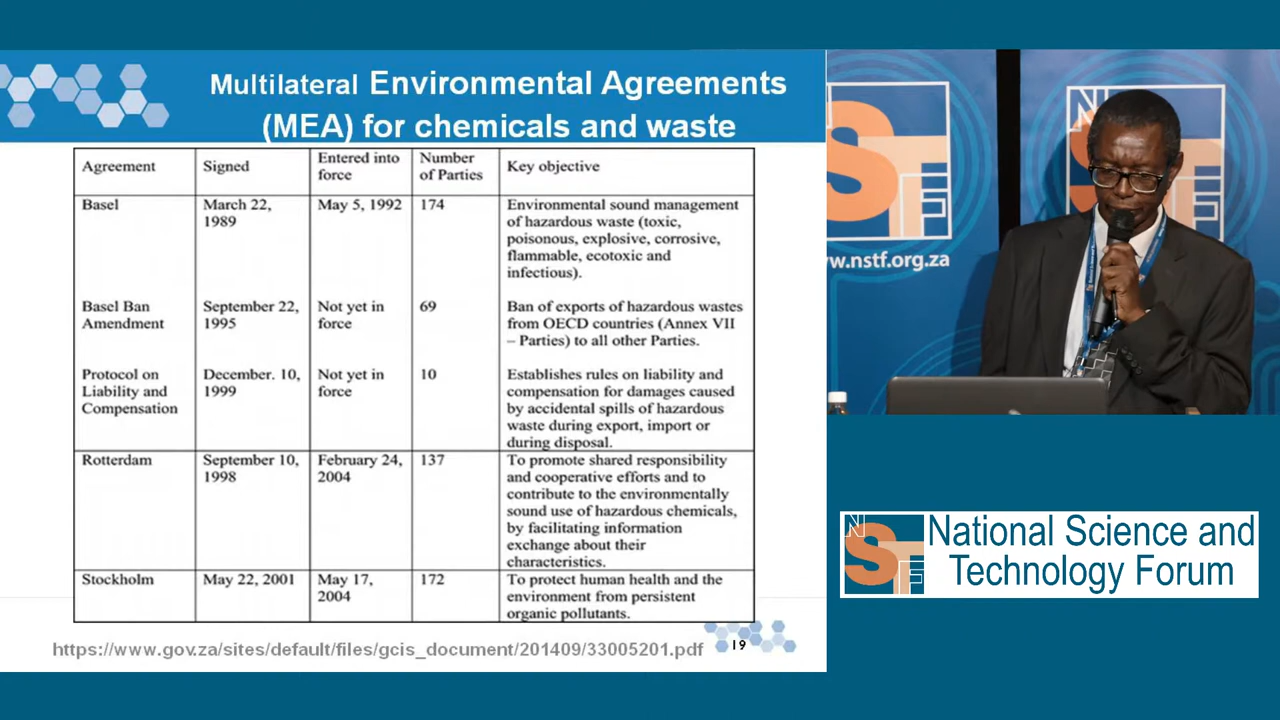 Multilateral Environmental Agreements
(MEA) for chemicals and waste
Agreement Signed Entered into force Number of Parties Key objective
Basel March 22, 1989 May 5, 1992 174 Environmental sound management
of hazardous waste (toxic,
poisonous, explosive, corrosive,
flammable, ecotoxic and
infectious).
Basel Ban Amendment September 22, 1995 Not yet in force 69 Ban of exports of hazardous wastes
from OECD countries (Annex VII
– Parties) to all other Parties.
Protocol on Liability and Compensation December. 10, 1999 Not yet in force 10 Establishes rules on liability and
compensation for damages caused
by accidental spills of hazardous
waste during export, import or
during disposal.
Rotterdam September 10, 1998 February 24, 2004 137 To promote shared responsibility
and cooperative efforts and to
contribute to the environmentally
sound use of hazardous chemicals,
by facilitating information
exchange about their
characteristics.
Stockholm May 22, 2001 May 17, 2004 172 To protect human health and the
environment from persistent
organic pollutants.
https://www.gov.za/sites/default/files/gcis_document/201409/33005201.pdf
19
www.nstf.org.za
NSTF
National Science and
Technology Forum